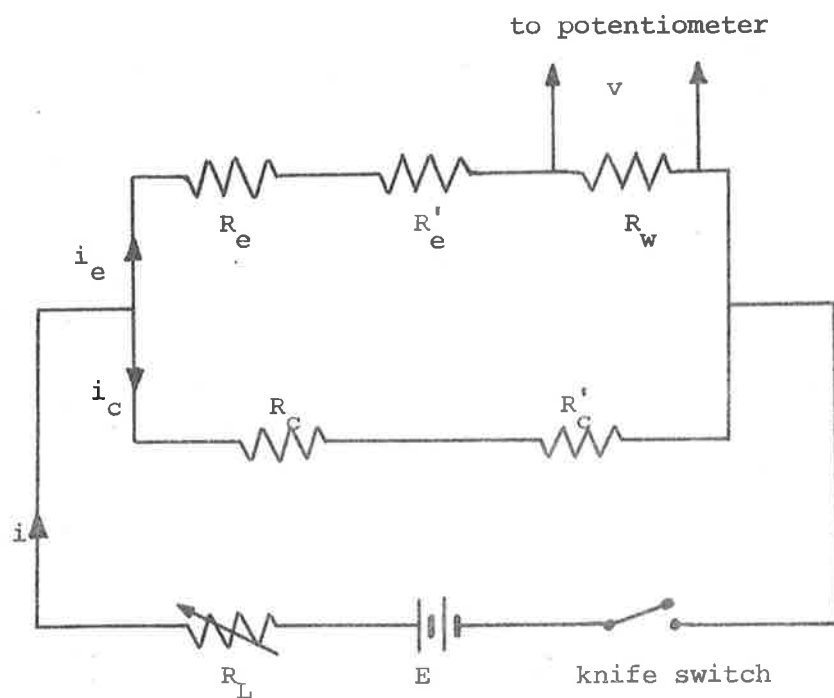 to potentiometer
v
R_e R'_e R_w
i_e
i_c
R_c R'_c
i
R_L E knife switch